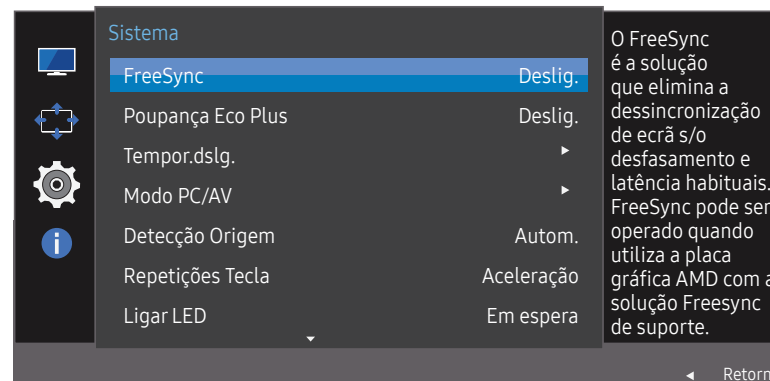 Sistema
FreeSync Deslig.
Poupança Eco Plus Deslig.
Tempor.dslg.
Modo PC/AV
Detecção Origem Autom.
Repetições Tecla Aceleração
Ligar LED Em espera
O FreeSync
é a solução
que elimina a
dessincronização
de ecrã s/o
desfasamento e
latência habituais.
FreeSync pode ser
operado quando
utiliza a placa
gráfica AMD com a
solução Freesync
de suporte.
Retorn